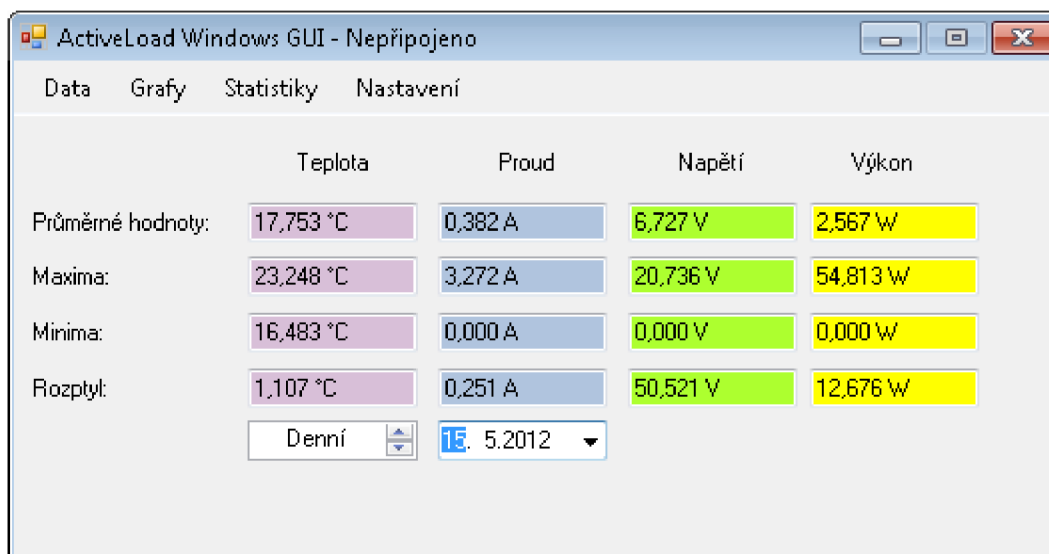 ActiveLoad Windows GUI - Nepřipojeno
Data Grafy Statistiky Nastavení
Teplota Proud Napětí Výkon
Průměrné hodnoty: 17,753 °C 0,382 A 6,727 V 2,567 W
Maxima: 23,248 °C 3,272 A 20,736 V 54,813 W
Minima: 16,483 °C 0,000 A 0,000 V 0,000 W
Rozptyl: 1,107 °C 0,251 A 50,521 V 12,676 W
Denní 15. 5.2012